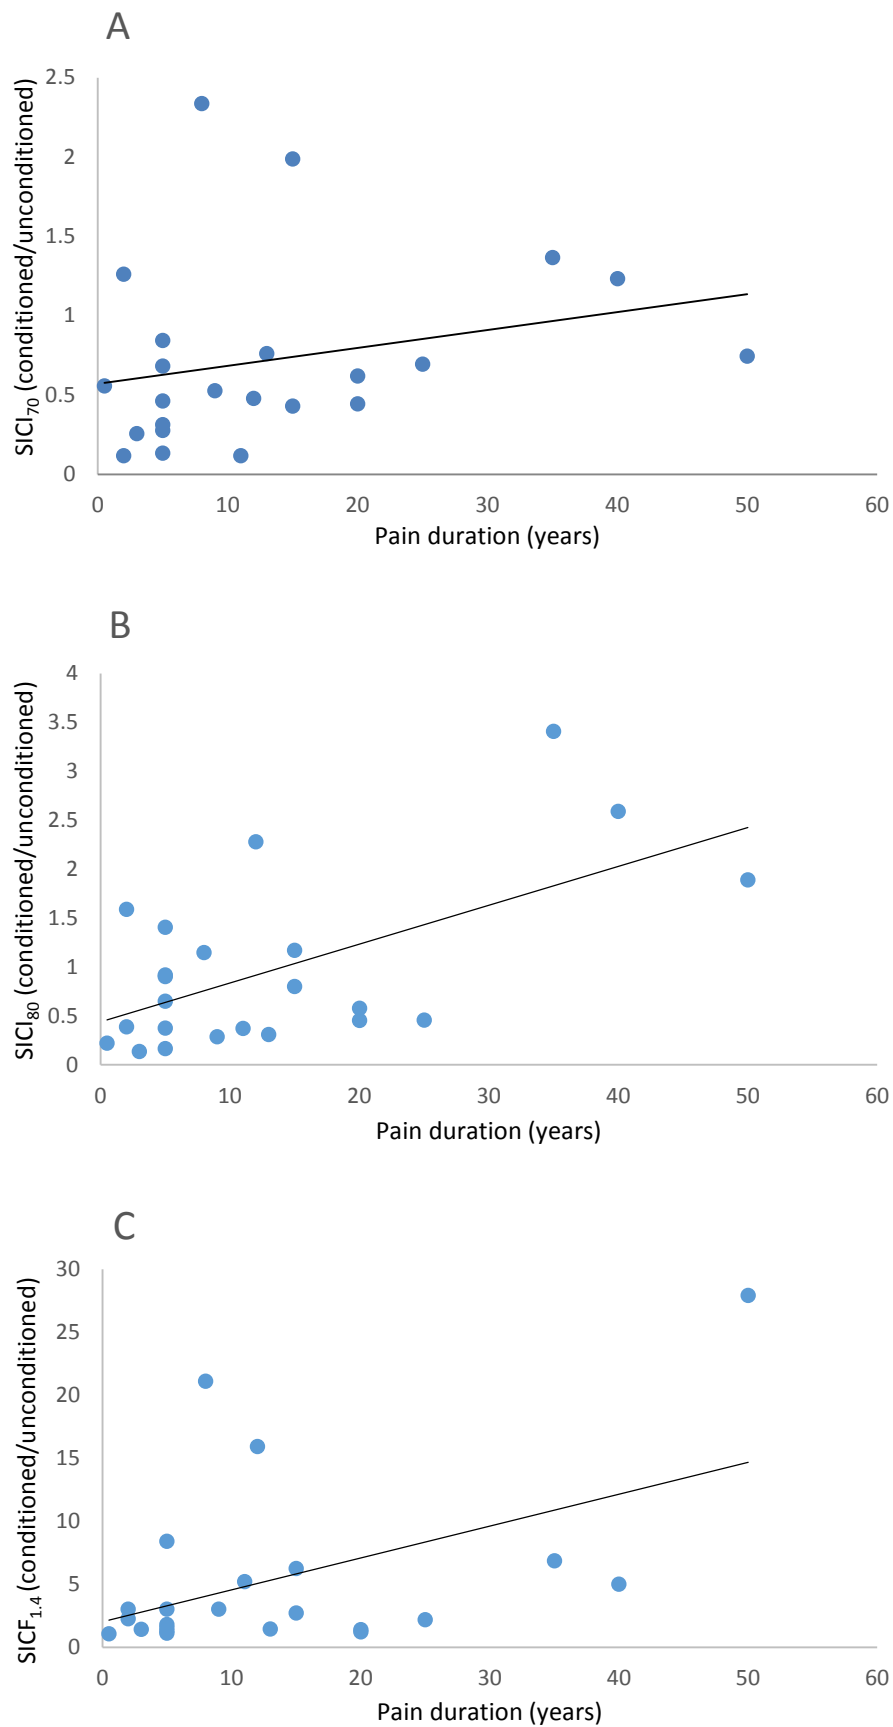 A
SICI70 (conditioned/unconditioned)
2.5
2
1.5
1
0.5
0
0 10 20 30 40 50 60
Pain duration (years)
B
SICI80 (conditioned/unconditioned)
4
3.5
3
2.5
2
1.5
1
0.5
0
0 10 20 30 40 50 60
Pain duration (years)
C
SICF1.4 (conditioned/unconditioned)
30
25
20
15
10
5
0
0 10 20 30 40 50 60
Pain duration (years)